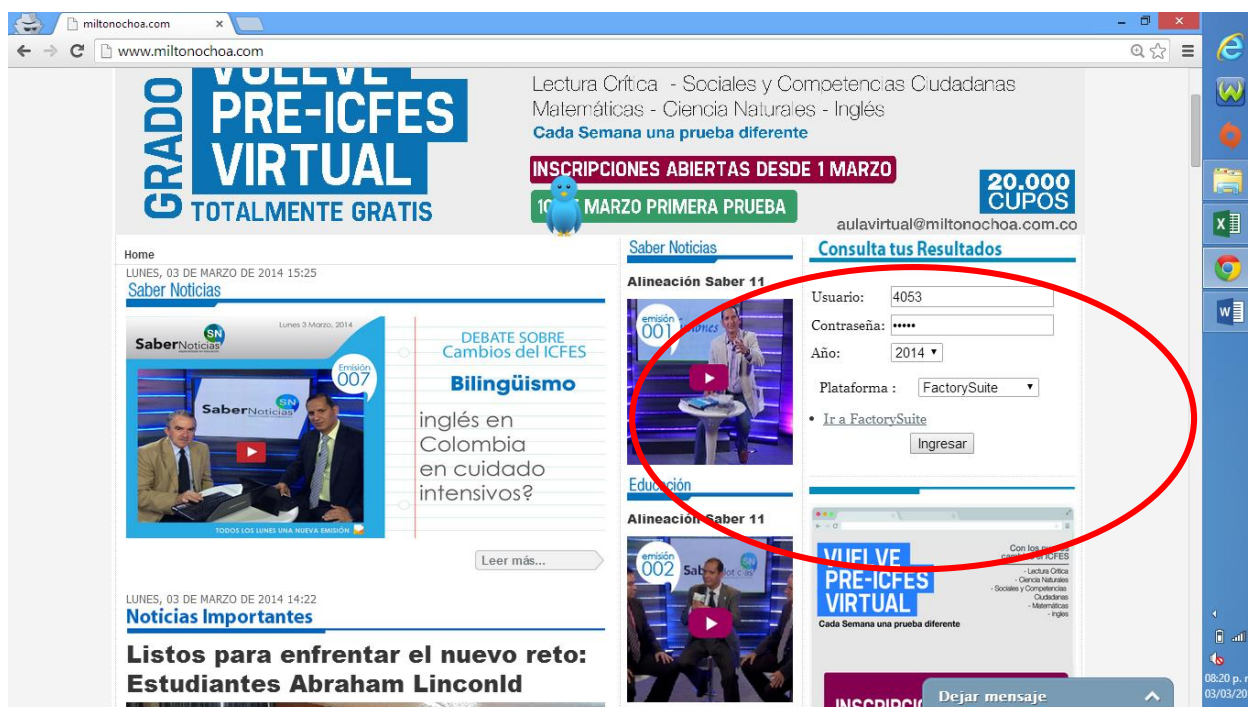 miltonochoa.com
www.miltonochoa.com
GRADO
VUELVE
PRE-ICFES
VIRTUAL
TOTALMENTE GRATIS
Lectura Crítica - Sociales y Competencias Ciudadanas
Matemáticas - Ciencia Naturales - Inglés
Cada Semana una prueba diferente
INSCRIPCIONES ABIERTAS DESDE 1 MARZO
MARZO PRIMERA PRUEBA
20.000
CUPOS
aulavirtual@miltonochoa.com.co
Home
LUNES, 03 DE MARZO DE 2014 15:25
Saber Noticias
Lunes 3 Marzo, 2014
SN
SaberNoticias
Emisión
007
SN
SaberNoticias
TODOS LOS LUNES UNA NUEVA EMISIÓN
DEBATE SOBRE
Cambios del ICFES
Bilingüismo
inglés en
Colombia
en cuidado
intensivos?
Leer más...
LUNES, 03 DE MARZO DE 2014 14:22
Noticias Importantes
Listos para enfrentar el nuevo reto:
Estudiantes Abraham Linconld
Saber Noticias
Alineación Saber 11
emisión
001
Educación
Alineación Saber 11
emisión
002
Consulta tus Resultados
Usuario: 4053
Contraseña: •••••
Año: 2014
Plataforma : FactorySuite
Ir a FactorySuite
Ingresar
VUELVE
PRE-ICFES
VIRTUAL
Cada Semana una prueba diferente
- Lectura Crítica
- Ciencia Naturales
- Sociales y Competencias
Ciudadanas
- Matemáticas
- Inglés
Dejar mensaje
08:20 p. m
03/03/20